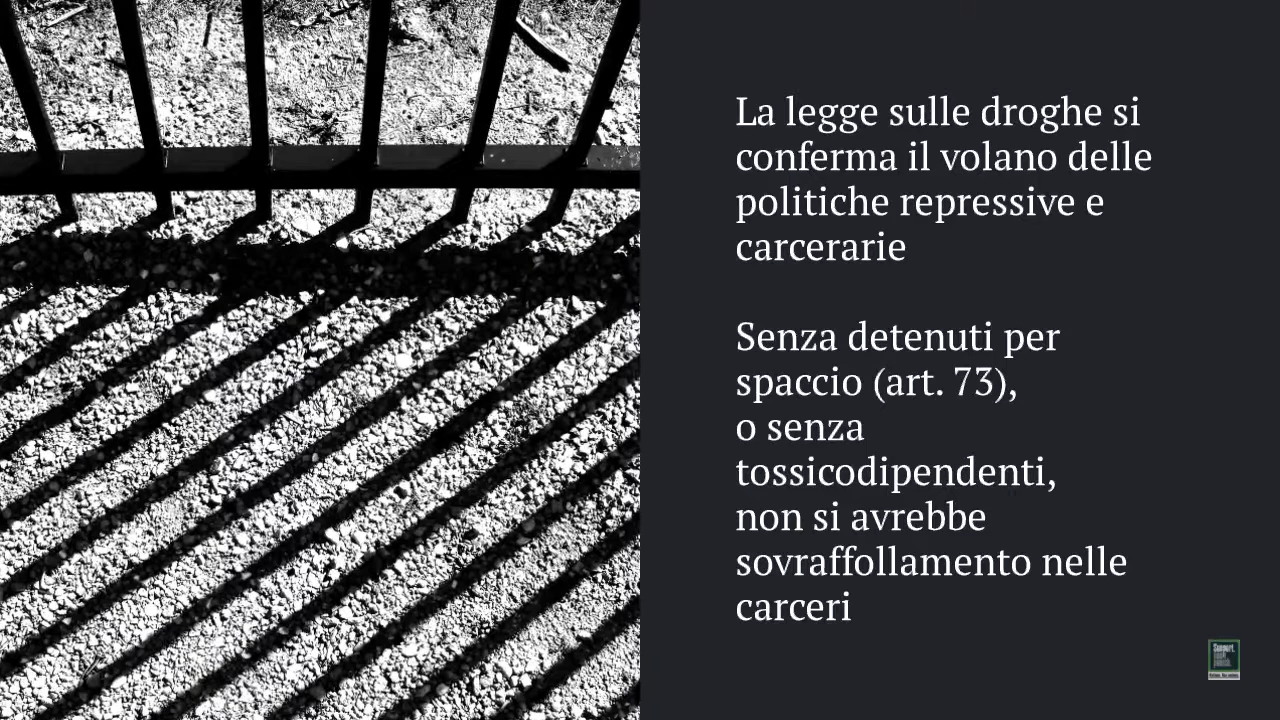 La legge sulle droghe si
conferma il volano delle
politiche repressive e
carcerarie
Senza detenuti per
spaccio (art. 73),
o senza
tossicodipendenti,
non si avrebbe
sovraffollamento nelle
carceri
Support.